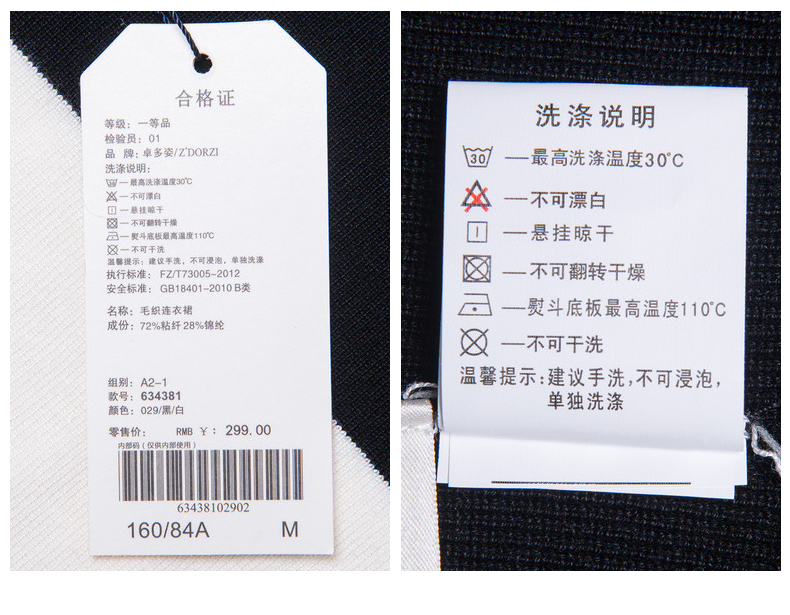 合格证
等级：一等品
检验员：01
品 牌：卓多姿/Z'DORZI
洗涤说明：
30 — 最高洗涤温度30℃
— 不可漂白
— 悬挂晾干
— 不可翻转干燥
— 熨斗底板最高温度110℃
— 不可干洗
温馨提示：建议手洗，不可浸泡，单独洗涤
执行标准： FZ/T73005-2012
安全标准： GB18401-2010 B类
名称：毛织连衣裙
成份：72%粘纤28%锦纶
组别：A2-1
款号：634381
颜色：029/黑/白
零售价： RMB ￥： 299.00
内部码（仅供内部使用）
63438102902
160/84A M
洗涤说明
30 —最高洗涤温度30℃
—不可漂白
—悬挂晾干
—不可翻转干燥
—熨斗底板最高温度110℃
—不可干洗
温馨提示:建议手洗,不可浸泡,
单独洗涤